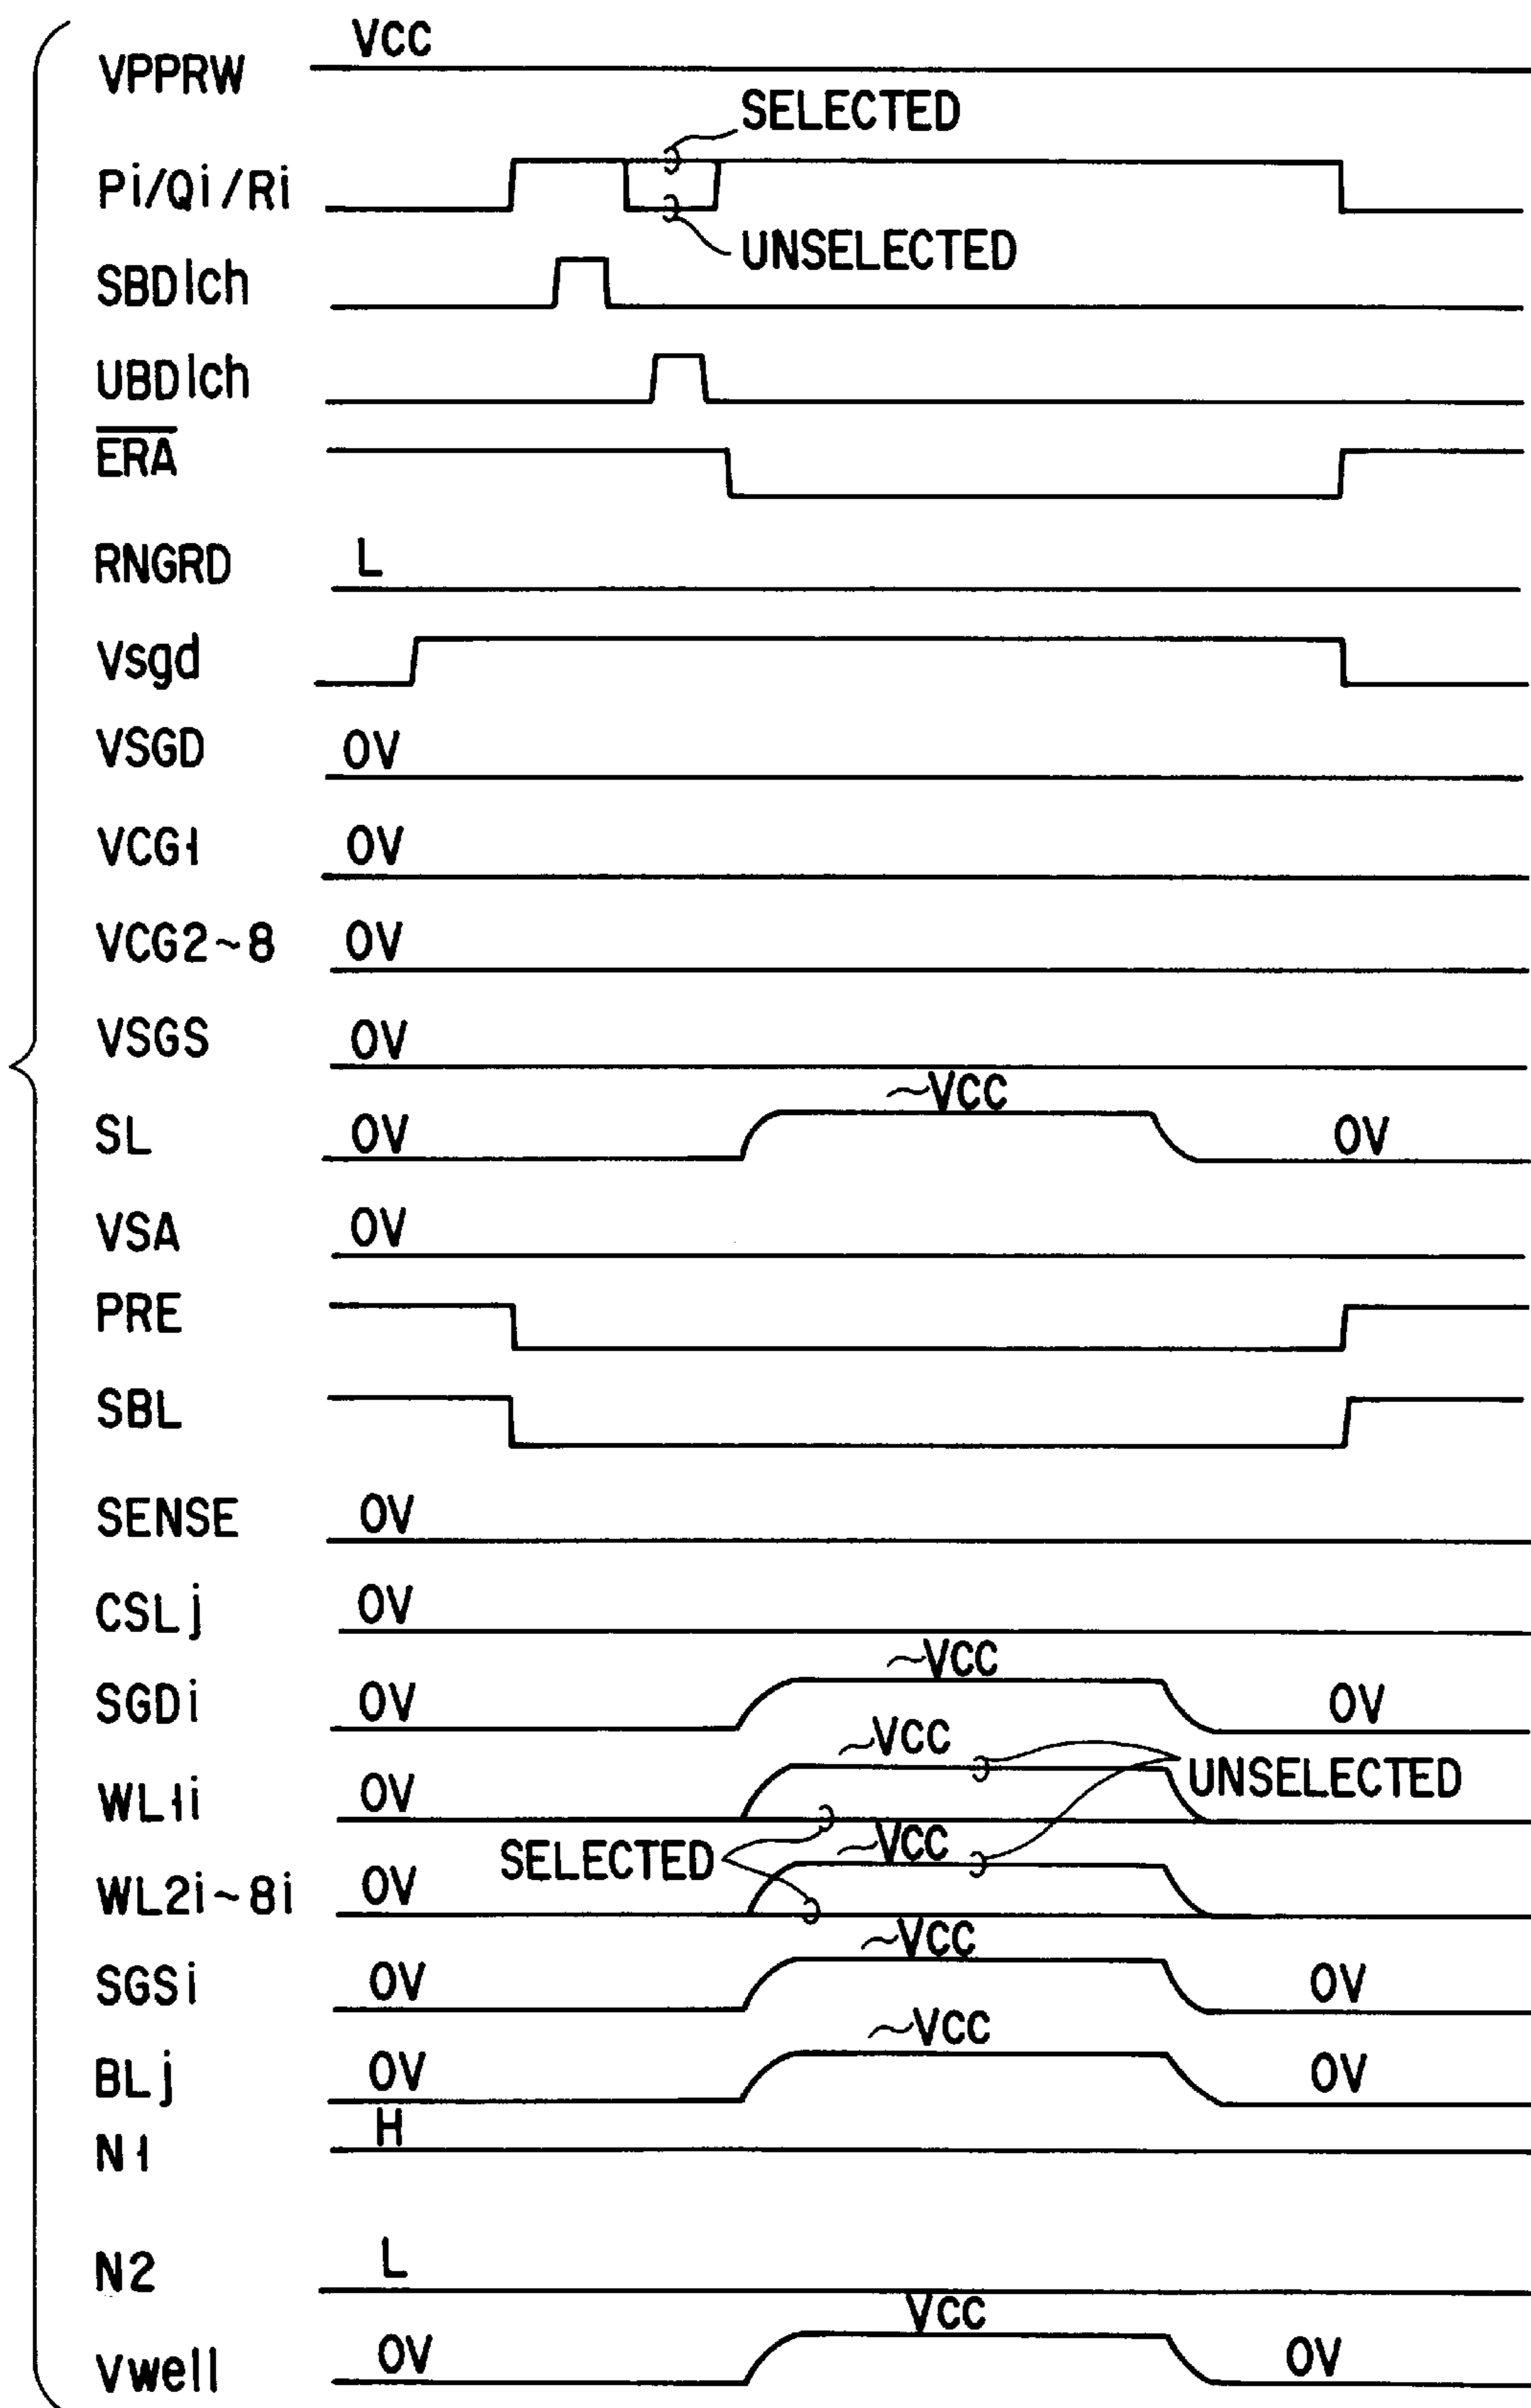 VPPRW VCC
SELECTED
Pi/Qi/Ri
UNSELECTED
SBDlch
UBDlch
ERA
RNGRD L
Vsgd
VSGD 0V
VCG1 0V
VCG2~8 0V
VSGS 0V
~VCC
SL 0V 0V
VSA 0V
PRE
SBL
SENSE 0V
CSLj 0V
~VCC
SGDi 0V 0V
~VCC
WL1i 0V UNSELECTED
SELECTED ~VCC
WL2i~8i 0V
~VCC
SGSi 0V 0V
~VCC
BLj 0V 0V
N1 H
N2 L
VCC
Vwell 0V 0V